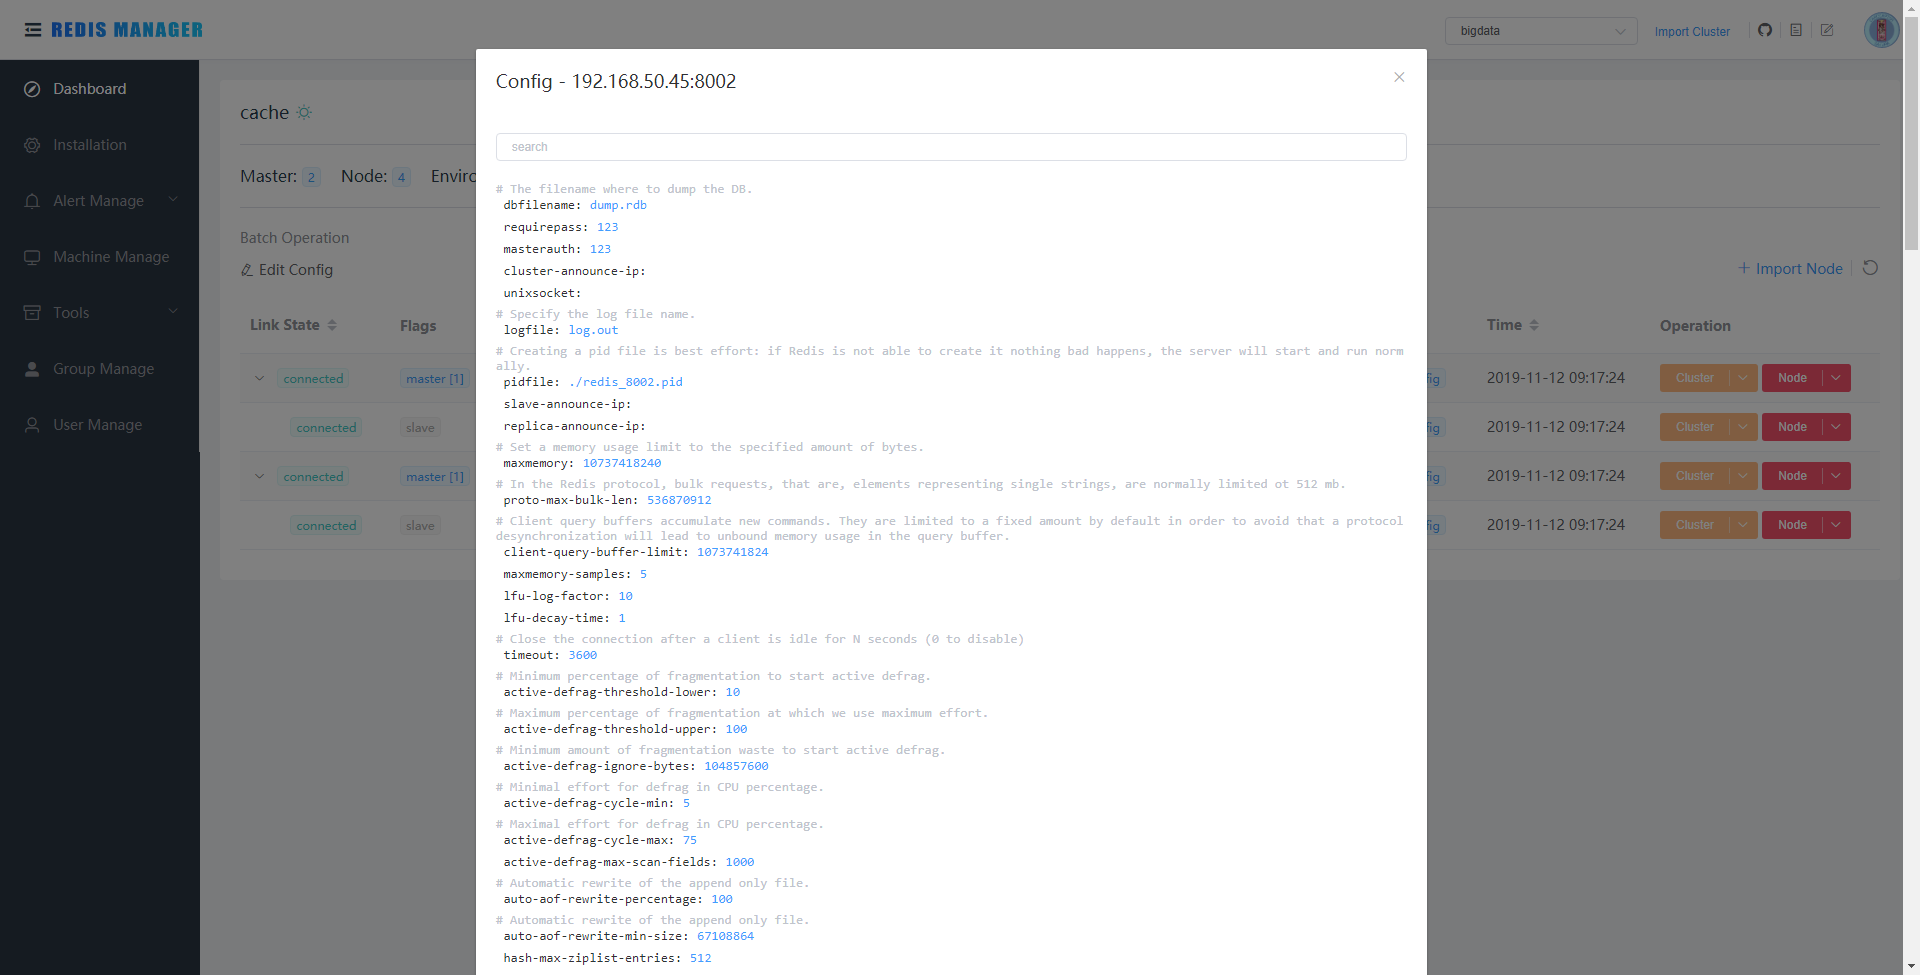 REDIS MANAGER
bigdata
Import Cluster
Dashboard
Installation
Alert Manage
Machine Manage
Tools
Group Manage
User Manage
cache
Master: 2 Node: 4 Enviro
Batch Operation
Edit Config
Import Node
Link State Flags Time Operation
connected master [1] fig 2019-11-12 09:17:24 Cluster Node
connected slave fig 2019-11-12 09:17:24 Cluster Node
connected master [1] fig 2019-11-12 09:17:24 Cluster Node
connected slave fig 2019-11-12 09:17:24 Cluster Node
Config - 192.168.50.45:8002
search
# The filename where to dump the DB.
dbfilename: dump.rdb
requirepass: 123
masterauth: 123
cluster-announce-ip:
unixsocket:
# Specify the log file name.
logfile: log.out
# Creating a pid file is best effort: if Redis is not able to create it nothing bad happens, the server will start and run norm
ally.
pidfile: ./redis_8002.pid
slave-announce-ip:
replica-announce-ip:
# Set a memory usage limit to the specified amount of bytes.
maxmemory: 10737418240
# In the Redis protocol, bulk requests, that are, elements representing single strings, are normally limited ot 512 mb.
proto-max-bulk-len: 536870912
# Client query buffers accumulate new commands. They are limited to a fixed amount by default in order to avoid that a protocol
desynchronization will lead to unbound memory usage in the query buffer.
client-query-buffer-limit: 1073741824
maxmemory-samples: 5
lfu-log-factor: 10
lfu-decay-time: 1
# Close the connection after a client is idle for N seconds (0 to disable)
timeout: 3600
# Minimum percentage of fragmentation to start active defrag.
active-defrag-threshold-lower: 10
# Maximum percentage of fragmentation at which we use maximum effort.
active-defrag-threshold-upper: 100
# Minimum amount of fragmentation waste to start active defrag.
active-defrag-ignore-bytes: 104857600
# Minimal effort for defrag in CPU percentage.
active-defrag-cycle-min: 5
# Maximal effort for defrag in CPU percentage.
active-defrag-cycle-max: 75
active-defrag-max-scan-fields: 1000
# Automatic rewrite of the append only file.
auto-aof-rewrite-percentage: 100
# Automatic rewrite of the append only file.
auto-aof-rewrite-min-size: 67108864
hash-max-ziplist-entries: 512